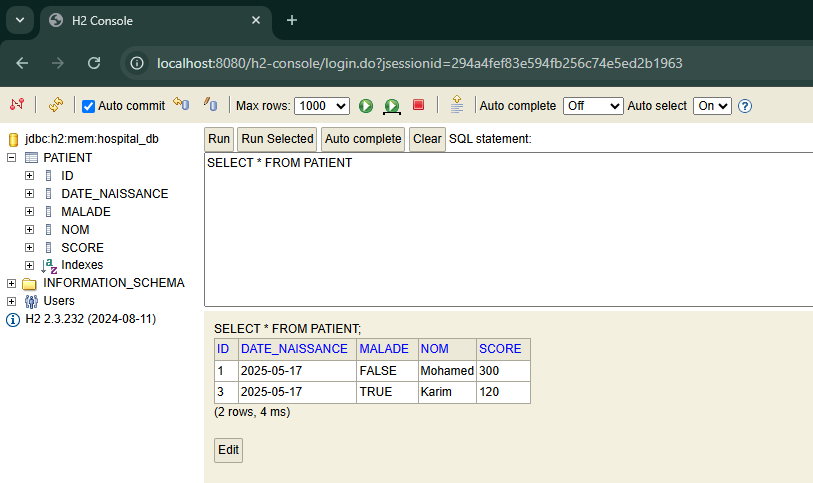 H2 Console
localhost:8080/h2-console/login.do?jsessionid=294a4fef83e594fb256c74e5ed2b1963
Auto commit Max rows: 1000 Auto complete Off Auto select On
jdbc:h2:mem:hospital_db
PATIENT
ID
DATE_NAISSANCE
MALADE
NOM
SCORE
Indexes
INFORMATION_SCHEMA
Users
H2 2.3.232 (2024-08-11)
Run Run Selected Auto complete Clear SQL statement:
SELECT * FROM PATIENT
SELECT * FROM PATIENT;
ID DATE_NAISSANCE MALADE NOM SCORE
1 2025-05-17 FALSE Mohamed 300
3 2025-05-17 TRUE Karim 120
(2 rows, 4 ms)
Edit